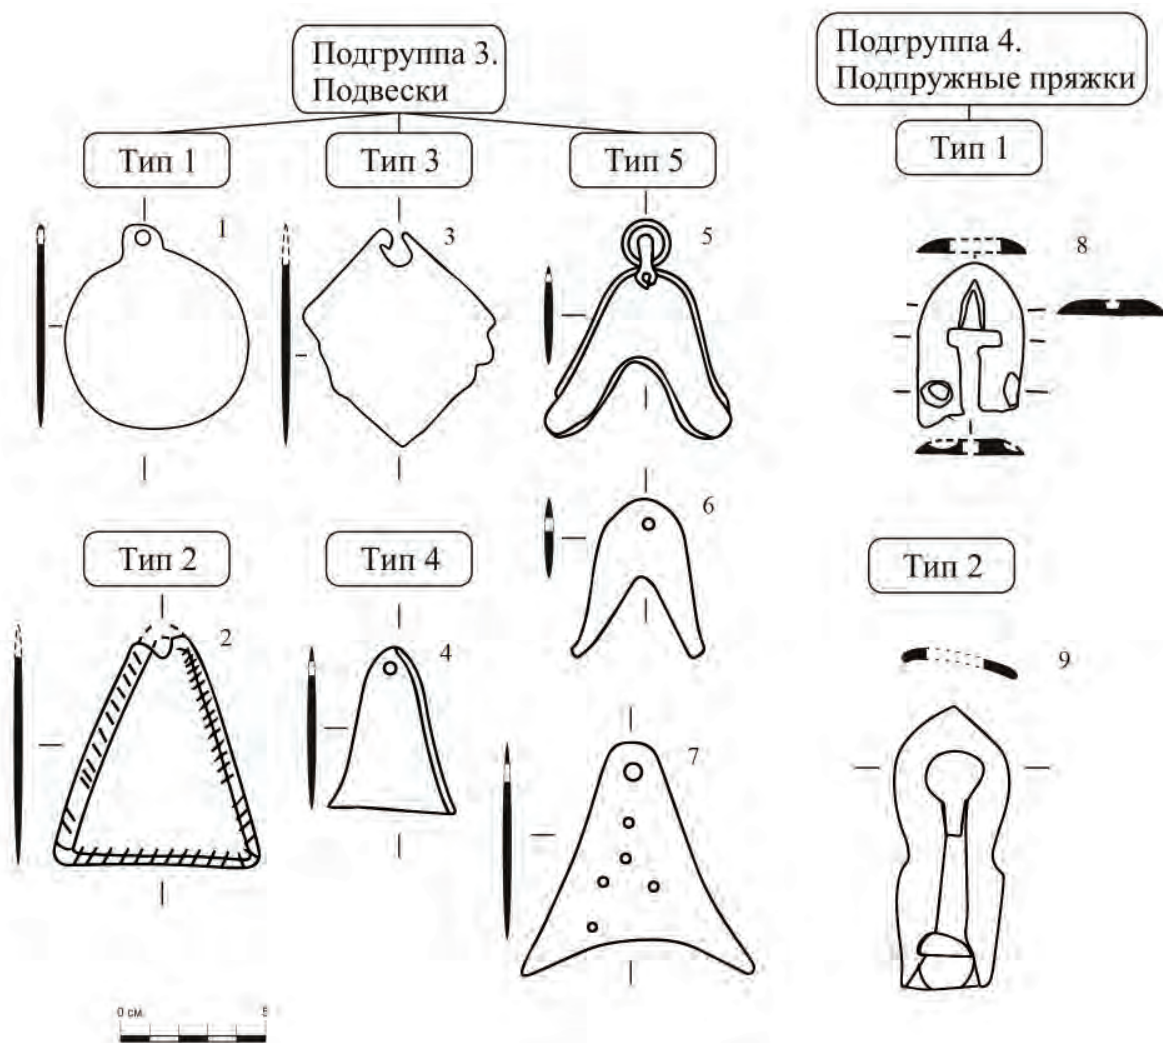 Подгруппа 3.
Подвески
Подгруппа 4.
Подпружные пряжки
Тип 1
Тип 3
Тип 5
Тип 1
1
3
5
8
6
Тип 2
Тип 4
Тип 2
2
4
9
7
0 см.
5